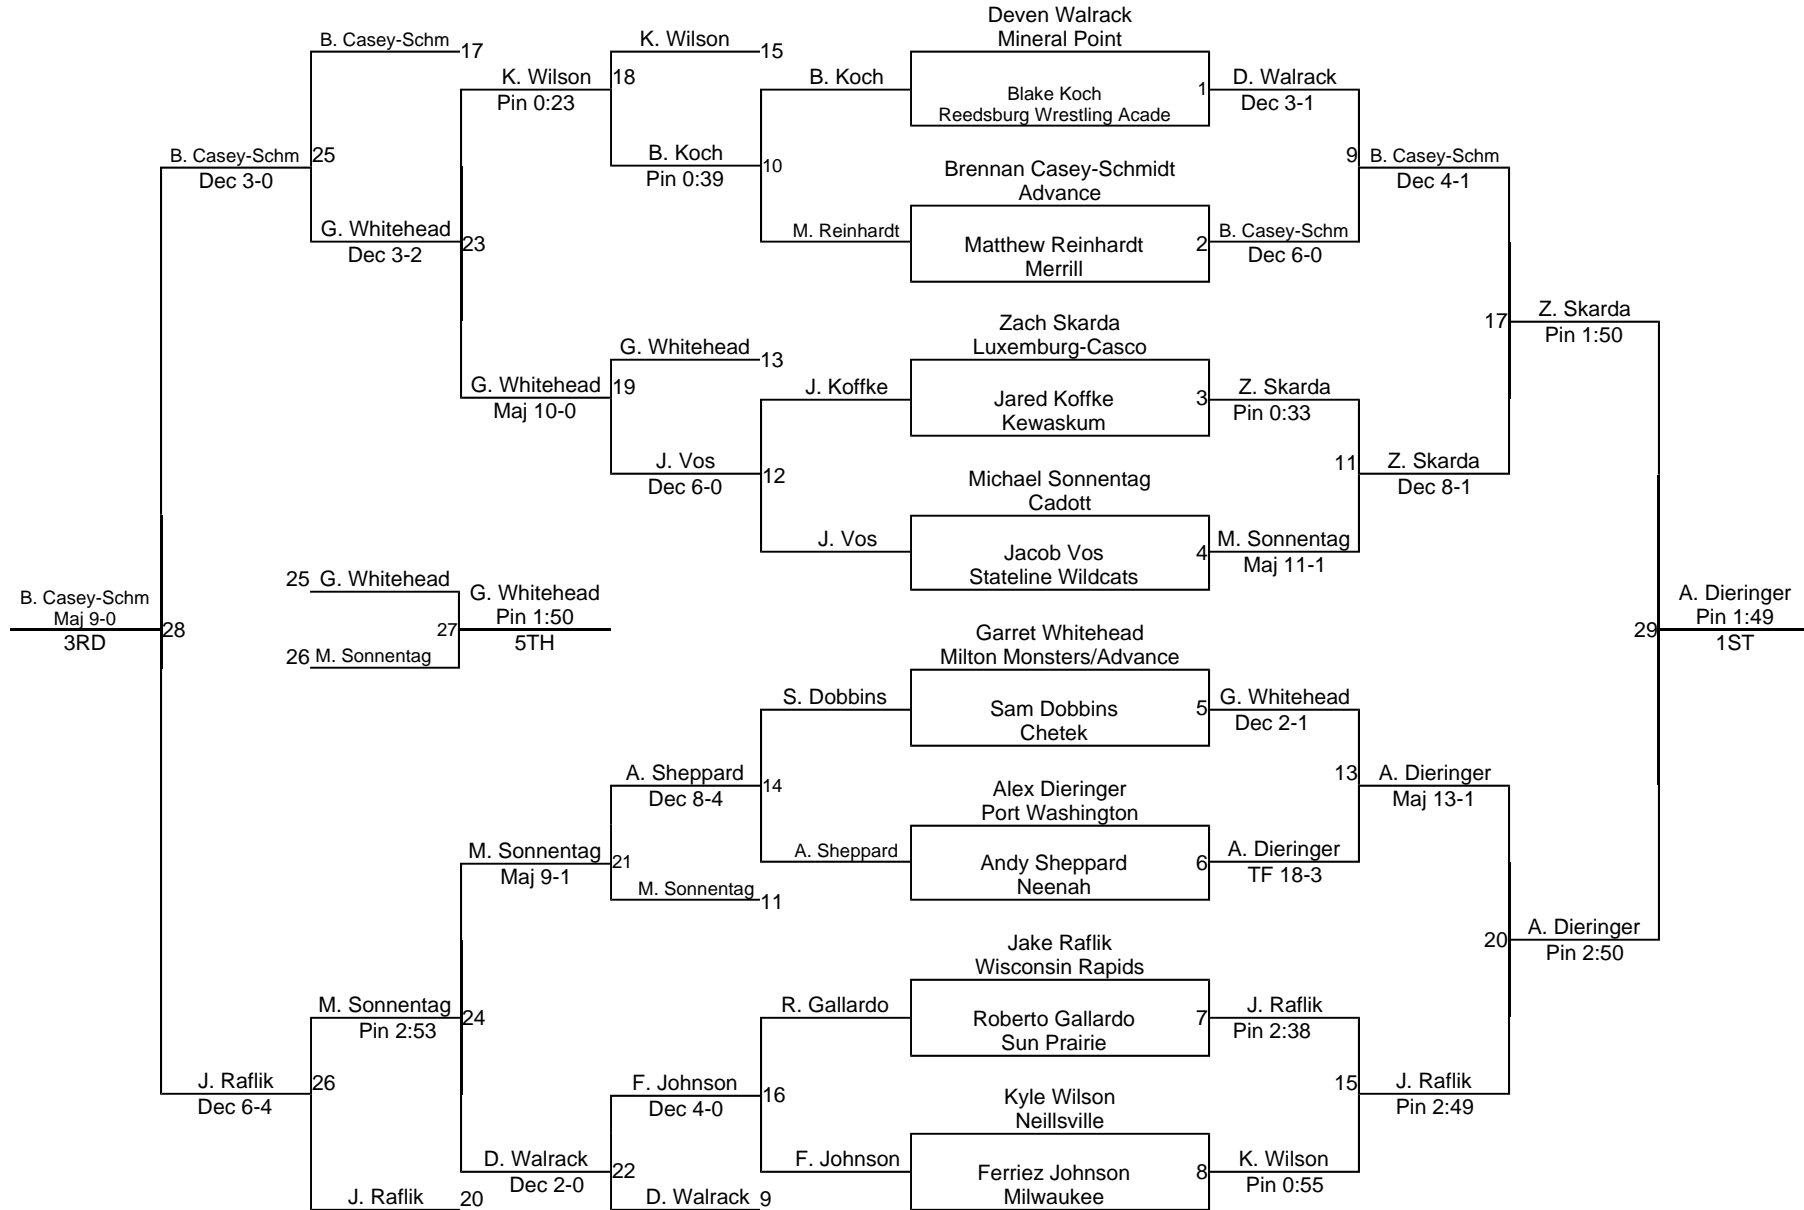 Deven Walrack
Mineral Point
B. Casey-Schm
17
K. Wilson
15
K. Wilson
18
Pin 0:23
B. Koch
Blake Koch
Reedsburg Wrestling Acade
1
D. Walrack
Dec 3-1
B. Casey-Schm
25
Dec 3-0
B. Koch
10
Pin 0:39
Brennan Casey-Schmidt
Advance
9
B. Casey-Schm
Dec 4-1
G. Whitehead
23
Dec 3-2
M. Reinhardt
Matthew Reinhardt
Merrill
2
B. Casey-Schm
Dec 6-0
Zach Skarda
Luxemburg-Casco
17
Z. Skarda
Pin 1:50
G. Whitehead
13
G. Whitehead
19
Maj 10-0
J. Koffke
Jared Koffke
Kewaskum
3
Z. Skarda
Pin 0:33
J. Vos
12
Dec 6-0
Michael Sonnentag
Cadott
11
Z. Skarda
Dec 8-1
J. Vos
Jacob Vos
Stateline Wildcats
4
M. Sonnentag
Maj 11-1
25
G. Whitehead
G. Whitehead
Pin 1:50
27
5TH
26
M. Sonnentag
B. Casey-Schm
Maj 9-0
28
3RD
A. Dieringer
Pin 1:49
29
1ST
Garret Whitehead
Milton Monsters/Advance
S. Dobbins
Sam Dobbins
Chetek
5
G. Whitehead
Dec 2-1
A. Sheppard
14
Dec 8-4
Alex Dieringer
Port Washington
13
A. Dieringer
Maj 13-1
M. Sonnentag
21
Maj 9-1
A. Sheppard
Andy Sheppard
Neenah
6
A. Dieringer
TF 18-3
M. Sonnentag
11
Jake Raflik
Wisconsin Rapids
20
A. Dieringer
Pin 2:50
M. Sonnentag
24
Pin 2:53
R. Gallardo
Roberto Gallardo
Sun Prairie
7
J. Raflik
Pin 2:38
J. Raflik
26
Dec 6-4
F. Johnson
16
Dec 4-0
Kyle Wilson
Neillsville
15
J. Raflik
Pin 2:49
D. Walrack
22
Dec 2-0
F. Johnson
Ferriez Johnson
Milwaukee
8
K. Wilson
Pin 0:55
J. Raflik
20
D. Walrack
9